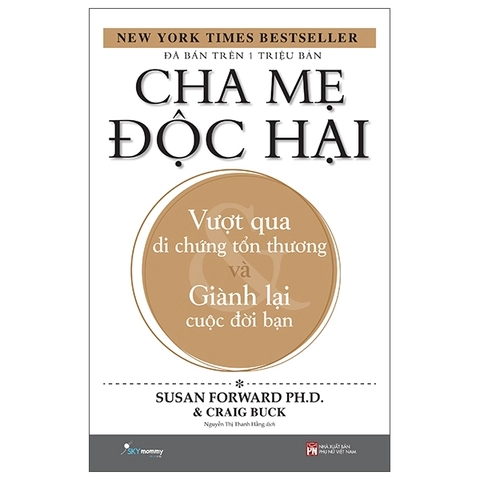 NEW YORK TIMES BESTSELLER
ĐÃ BÁN TRÊN 1 TRIỆU BẢN
CHA MẸ
ĐỘC HẠI
&
Vượt qua
di chứng tổn thương
và
Giành lại
cuộc đời bạn
*
SUSAN FORWARD PH.D.
& CRAIG BUCK
Nguyễn Thị Thanh Hằng dịch
SKYmommy
PN
NHÀ XUẤT BẢN
PHỤ NỮ VIỆT NAM